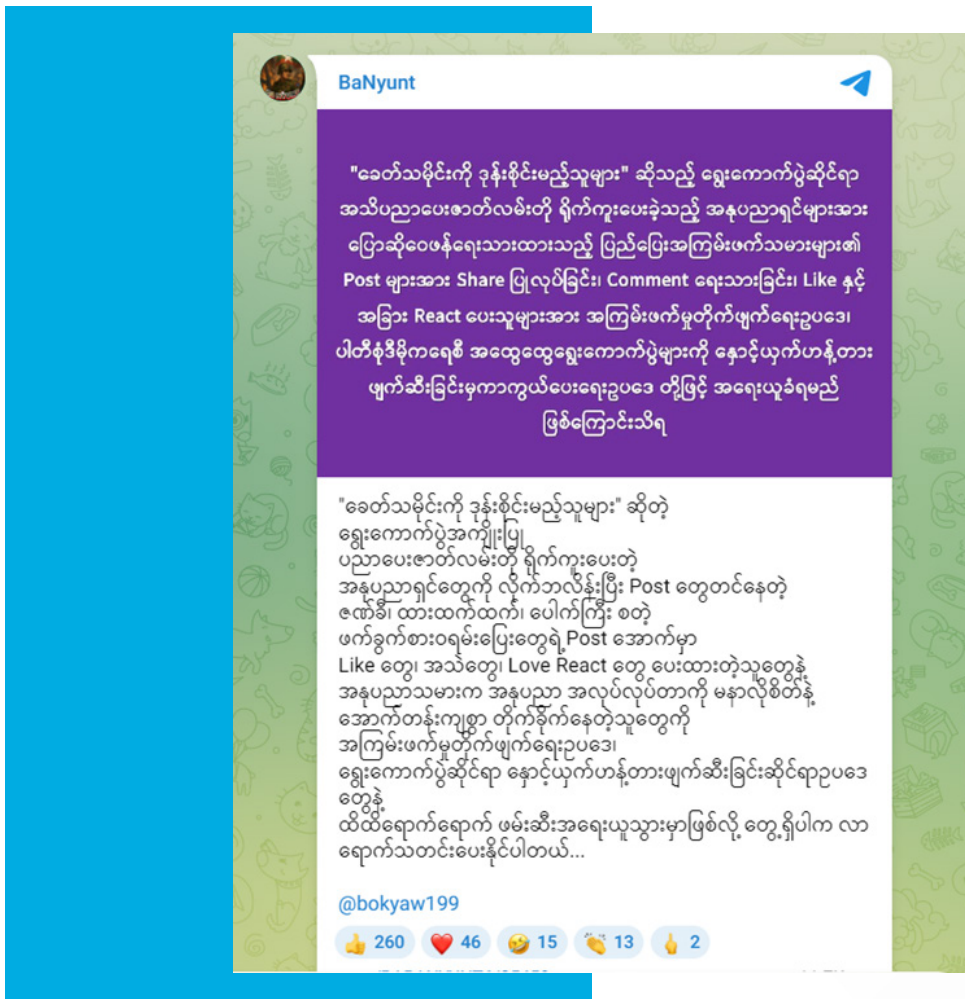 BaNyunt
"ခေတ်သမိုင်းကို ဒုန်းစိုင်းမည့်သူများ" ဆိုသည့် ရွေးကောက်ပွဲဆိုင်ရာ
အသိပညာပေးဇာတ်လမ်းတို ရိုက်ကူးပေးခဲ့သည့် အနုပညာရှင်များအား
ပြောဆိုဝေဖန်ရေးသားထားသည့် ပြည်ပြေးအကြမ်းဖက်သမားများ၏
Post များအား Share ပြုလုပ်ခြင်း၊ Comment ရေးသားခြင်း၊ Like နှင့်
အခြား React ပေးသူများအား အကြမ်းဖက်မှုတိုက်ဖျက်ရေးဥပဒေ၊
ပါတီစုံဒီမိုကရေစီ အထွေထွေရွေးကောက်ပွဲများကို နှောင့်ယှက်ဟန့်တား
ဖျက်ဆီးခြင်းမှကာကွယ်ပေးရေးဥပဒေ တို့ဖြင့် အရေးယူခံရမည်
ဖြစ်ကြောင်းသိရ
"ခေတ်သမိုင်းကို ဒုန်းစိုင်းမည့်သူများ" ဆိုတဲ့
ရွေးကောက်ပွဲအကျိုးပြု
ပညာပေးဇာတ်လမ်းတို ရိုက်ကူးပေးတဲ့
အနုပညာရှင်တွေကို လိုက်ဘလိန်းပြီး Post တွေတင်နေတဲ့
ဇဏ်ခီ၊ ထားထက်ထက်၊ ပေါက်ကြီး စတဲ့
ဖက်ခွက်စားဝရမ်းပြေးတွေရဲ့ Post အောက်မှာ
Like တွေ၊ အသဲတွေ၊ Love React တွေ ပေးထားတဲ့သူတွေနဲ့
အနုပညာသမားက အနုပညာ အလုပ်လုပ်တာကို မနာလိုစိတ်နဲ့
အောက်တန်းကျစွာ တိုက်ခိုက်နေတဲ့သူတွေကို
အကြမ်းဖက်မှုတိုက်ဖျက်ရေးဥပဒေ၊
ရွေးကောက်ပွဲဆိုင်ရာ နှောင့်ယှက်ဟန့်တားဖျက်ဆီးခြင်းဆိုင်ရာဥပဒေ
တွေနဲ့
ထိထိရောက်ရောက် ဖမ်းဆီးအရေးယူသွားမှာဖြစ်လို့ တွေ့ရှိပါက လာ
ရောက်သတင်းပေးနိုင်ပါတယ်...
@bokyaw199
260 46 15 13 2